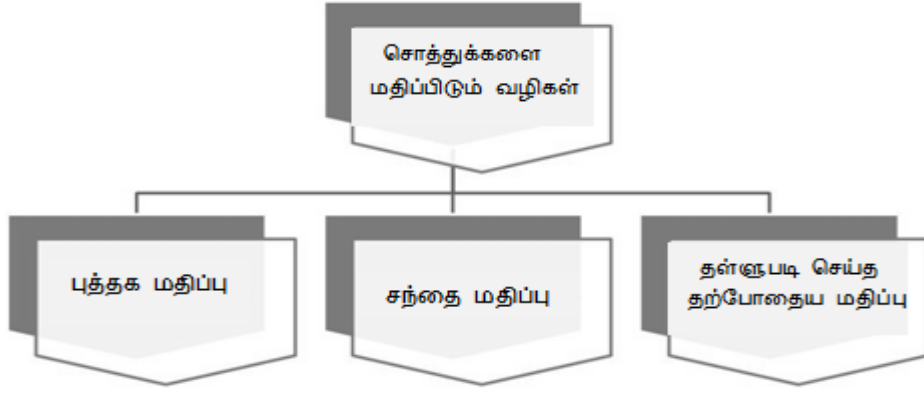 சொத்துக்களை
மதிப்பிடும் வழிகள்
புத்தக மதிப்பு
சந்தை மதிப்பு
தள்ளுபடி செய்த
தற்போதைய மதிப்பு